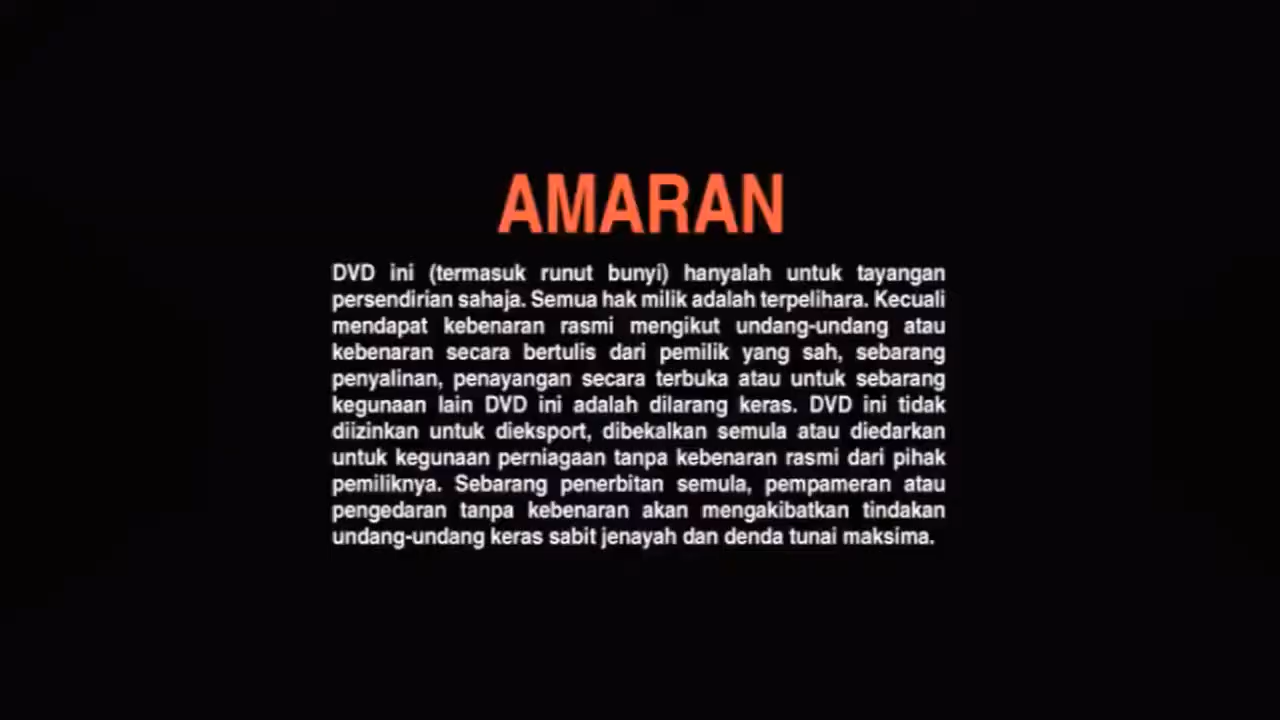 AMARAN
DVD ini (termasuk runut bunyi) hanyalah untuk tayangan
persendirian sahaja. Semua hak milik adalah terpelihara. Kecuali
mendapat kebenaran rasmi mengikut undang-undang atau
kebenaran secara bertulis dari pemilik yang sah, sebarang
penyalinan, penayangan secara terbuka atau untuk sebarang
kegunaan lain DVD ini adalah dilarang keras. DVD ini tidak
diizinkan untuk dieksport, dibekalkan semula atau diedarkan
untuk kegunaan perniagaan tanpa kebenaran rasmi dari pihak
pemiliknya. Sebarang penerbitan semula, pempameran atau
pengedaran tanpa kebenaran akan mengakibatkan tindakan
undang-undang keras sabit jenayah dan denda tunai maksima.